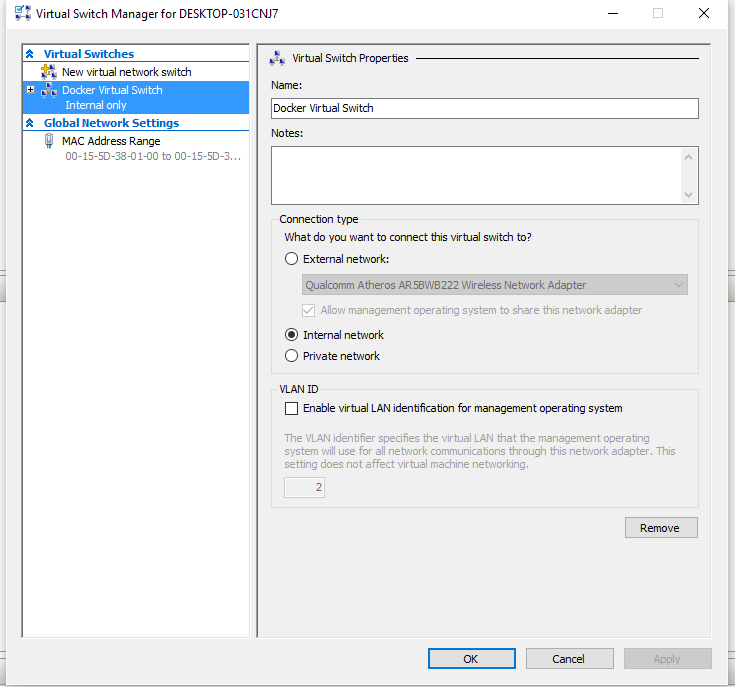 Virtual Switch Manager for DESKTOP-031CNJ7
Virtual Switches
New virtual network switch
Docker Virtual Switch
Internal only
Global Network Settings
MAC Address Range
00-15-5D-38-01-00 to 00-15-5D-3...
Virtual Switch Properties
Name:
Docker Virtual Switch
Notes:
Connection type
What do you want to connect this virtual switch to?
External network:
Qualcomm Atheros AR5BWB222 Wireless Network Adapter
Allow management operating system to share this network adapter
Internal network
Private network
VLAN ID
Enable virtual LAN identification for management operating system
The VLAN identifier specifies the virtual LAN that the management operating
system will use for all network communications through this network adapter. This
setting does not affect virtual machine networking.
2
Remove
OK
Cancel
Apply